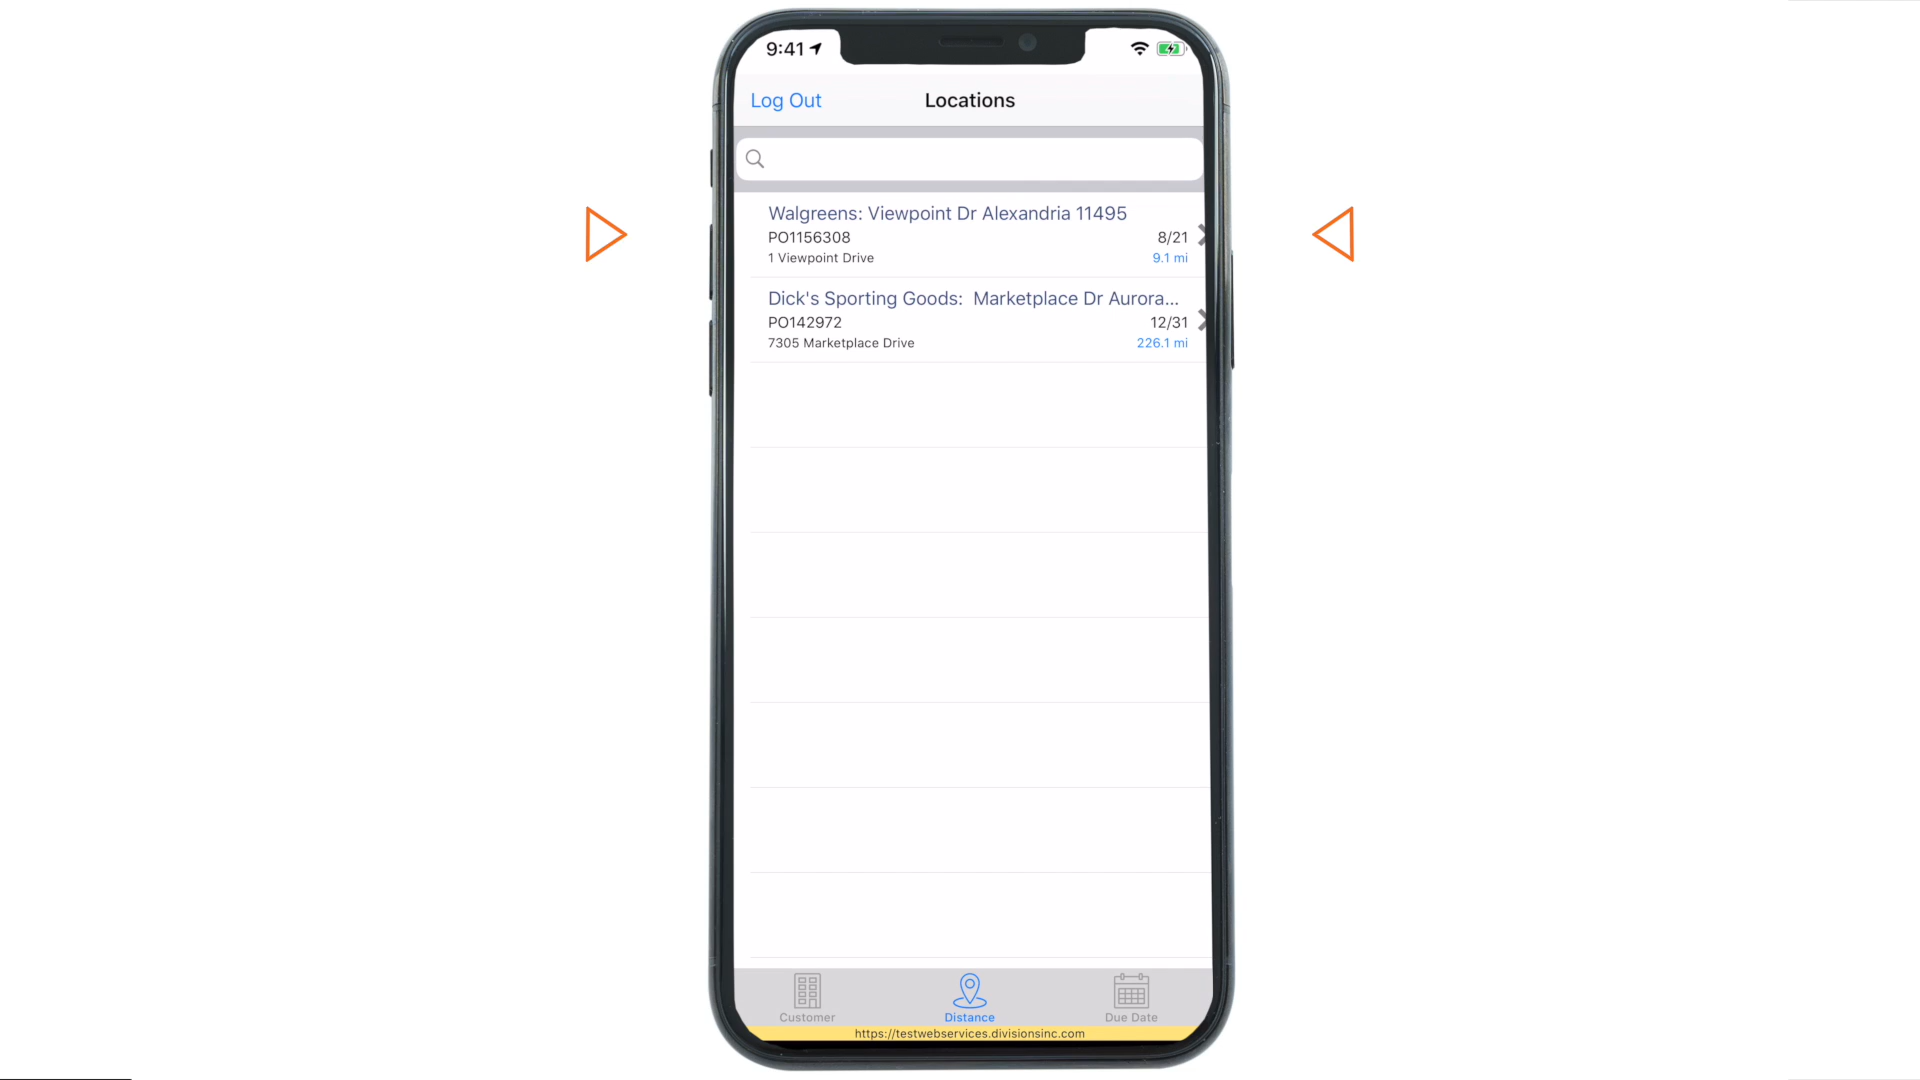 9:41
Log Out
Locations
Walgreens: Viewpoint Dr Alexandria 11495
PO1156308
8/21
1 Viewpoint Drive
9.1 mi
Dick's Sporting Goods:  Marketplace Dr Aurora...
PO142972
12/31
7305 Marketplace Drive
226.1 mi
Customer
Distance
Due Date
https://testwebservices.divisionsinc.com